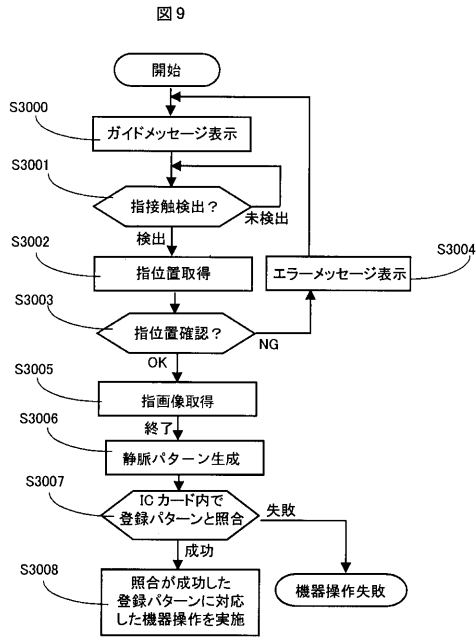 図9
開始
S3000
ガイドメッセージ表示
S3001
指接触検出?
未検出
検出
S3002
指位置取得
S3004
エラーメッセージ表示
S3003
指位置確認?
NG
OK
S3005
指画像取得
終了
S3006
静脈パターン生成
S3007
ICカード内で
登録パターンと照合
失敗
成功
S3008
照合が成功した
登録パターンに対応
した機器操作を実施
機器操作失敗